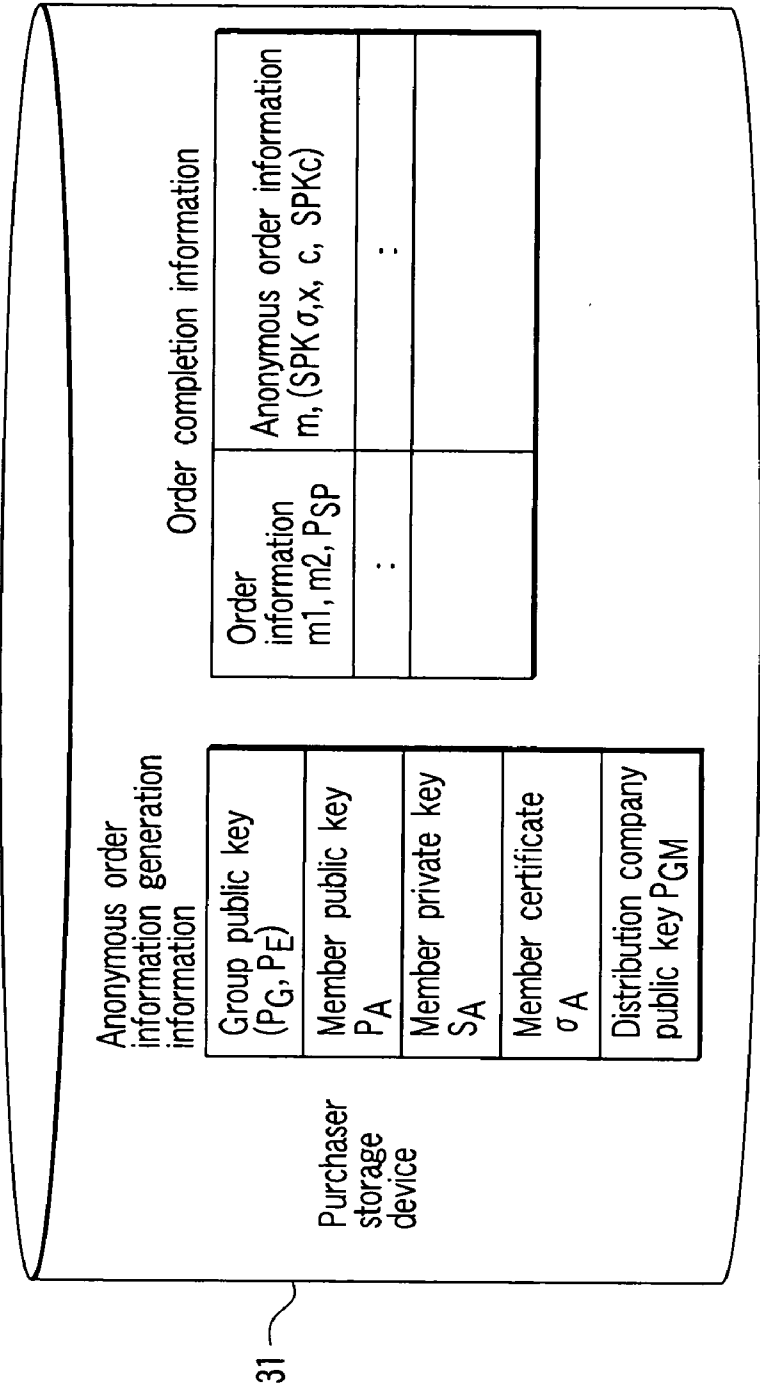 31
Purchaser
storage
device
Anonymous order
information generation
information
Group public key
(PG, PE)
Member public key
PA
Member private key
SA
Member certificate
σA
Distribution company
public key PGM
Order completion information
Order
information
m1, m2, PSP
Anonymous order information
m, (SPKσ,x, c, SPKc)
:
: